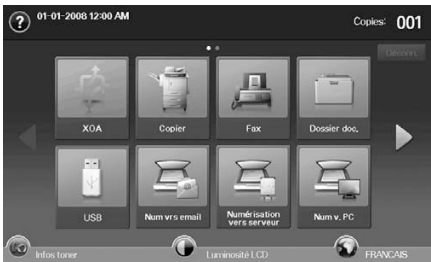 01-01-2008 12:00 AM
Copies: 001
Déconn.
XOA
Copier
Fax
Dossier doc.
USB
Num vrs email
Numérisation
vers serveur
Num v. PC
Infos toner
Luminosité LCD
FRANCAIS